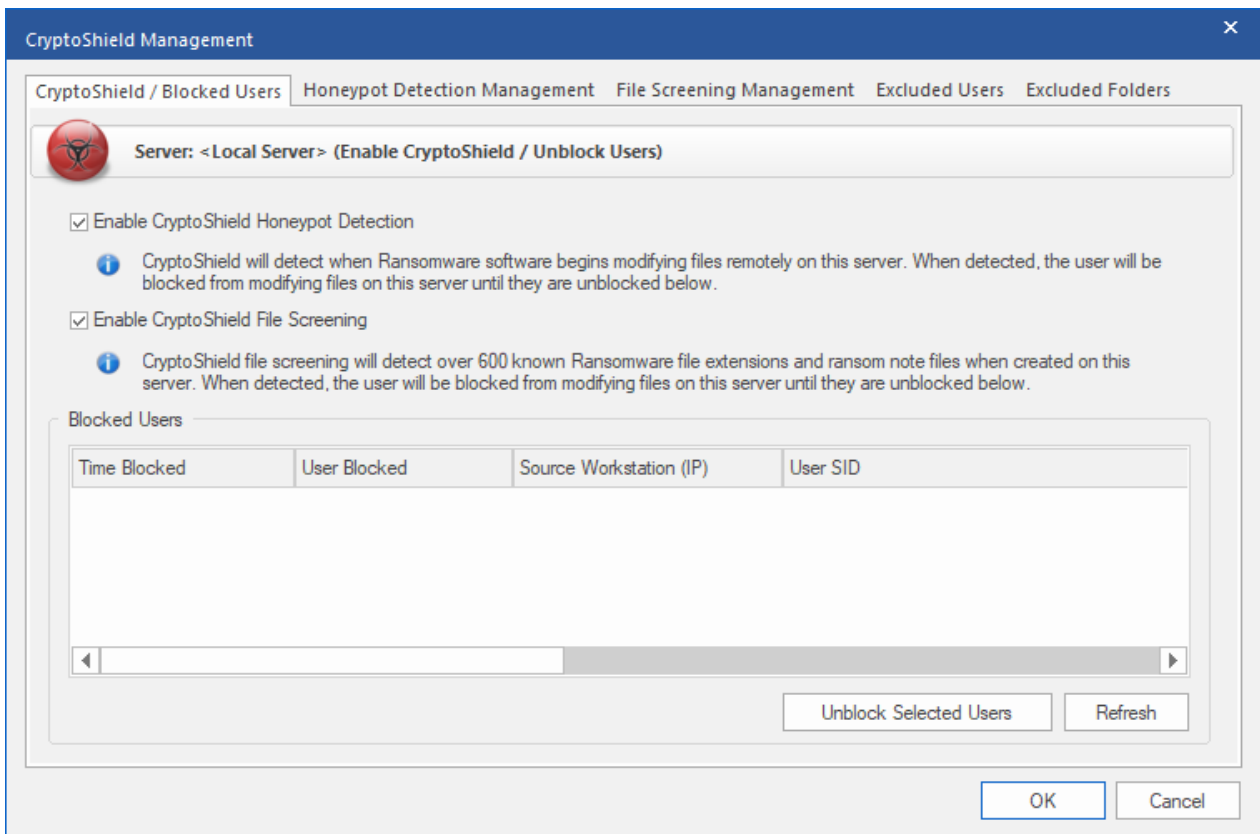 CryptoShield Management
CryptoShield / Blocked Users Honeypot Detection Management File Screening Management Excluded Users Excluded Folders
Server: <Local Server> (Enable CryptoShield / Unblock Users)
Enable CryptoShield Honeypot Detection
CryptoShield will detect when Ransomware software begins modifying files remotely on this server. When detected, the user will be
blocked from modifying files on this server until they are unblocked below.
Enable CryptoShield File Screening
CryptoShield file screening will detect over 600 known Ransomware file extensions and ransom note files when created on this
server. When detected, the user will be blocked from modifying files on this server until they are unblocked below.
Blocked Users
Time Blocked User Blocked Source Workstation (IP) User SID
Unblock Selected Users Refresh
OK Cancel